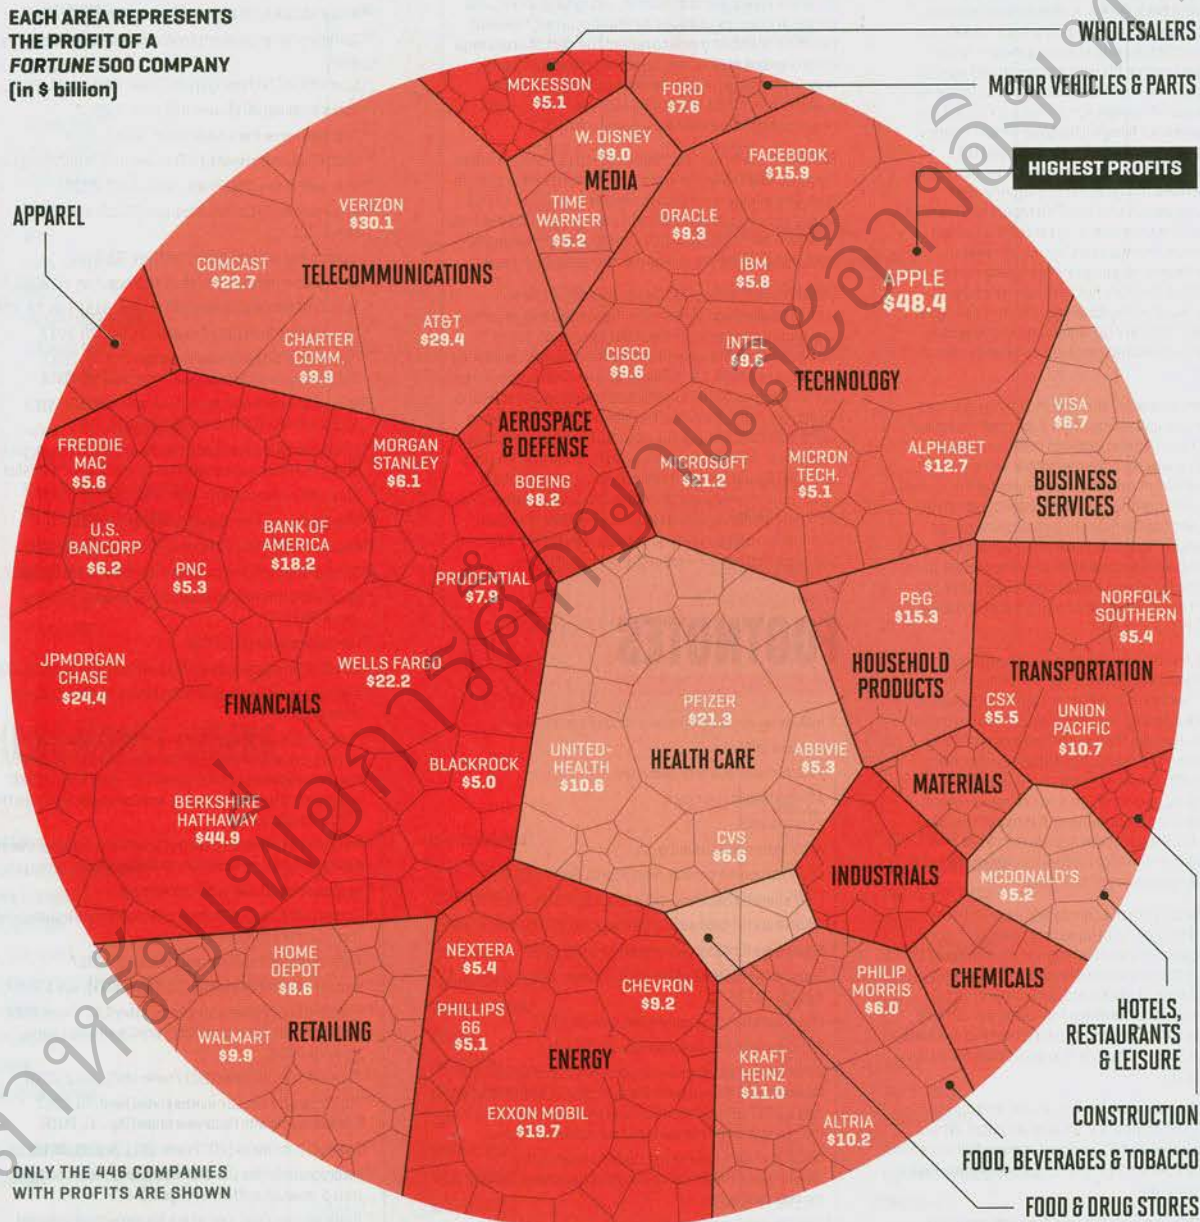 EACH AREA REPRESENTS
THE PROFIT OF A
FORTUNE 500 COMPANY
(in $ billion)
WHOLESALERS
MOTOR VEHICLES & PARTS
HIGHEST PROFITS
APPAREL
MCKESSON
$5.1
FORD
$7.6
W. DISNEY
$9.0
MEDIA
TIME
WARNER
$5.2
VERIZON
$30.1
COMCAST
$22.7
TELECOMMUNICATIONS
CHARTER
COMM.
$9.9
AT&T
$29.4
FACEBOOK
$15.9
ORACLE
$9.3
IBM
$5.8
APPLE
$48.4
CISCO
$9.6
INTEL
$9.6
TECHNOLOGY
MICROSOFT
$21.2
MICRON
TECH.
$5.1
ALPHABET
$12.7
AEROSPACE
& DEFENSE
BOEING
$8.2
VISA
$6.7
BUSINESS
SERVICES
FREDDIE
MAC
$5.6
MORGAN
STANLEY
$6.1
U.S.
BANCORP
$6.2
PNC
$5.3
BANK OF
AMERICA
$18.2
PRUDENTIAL
$7.9
JPMORGAN
CHASE
$24.4
WELLS FARGO
$22.2
FINANCIALS
BLACKROCK
$5.0
BERKSHIRE
HATHAWAY
$44.9
P&G
$15.3
HOUSEHOLD
PRODUCTS
NORFOLK
SOUTHERN
$5.4
TRANSPORTATION
CSX
$5.5
UNION
PACIFIC
$10.7
PFIZER
$21.3
UNITED-
HEALTH
$10.6
HEALTH CARE
ABBVIE
$5.3
CVS
$6.6
MATERIALS
INDUSTRIALS
MCDONALD'S
$5.2
CHEMICALS
HOME
DEPOT
$8.6
WALMART
$9.9
RETAILING
NEXTERA
$5.4
PHILLIPS
66
$5.1
CHEVRON
$9.2
ENERGY
EXXON MOBIL
$19.7
PHILIP
MORRIS
$6.0
KRAFT
HEINZ
$11.0
ALTRIA
$10.2
HOTELS,
RESTAURANTS
& LEISURE
CONSTRUCTION
FOOD, BEVERAGES & TOBACCO
FOOD & DRUG STORES
ONLY THE 446 COMPANIES
WITH PROFITS ARE SHOWN